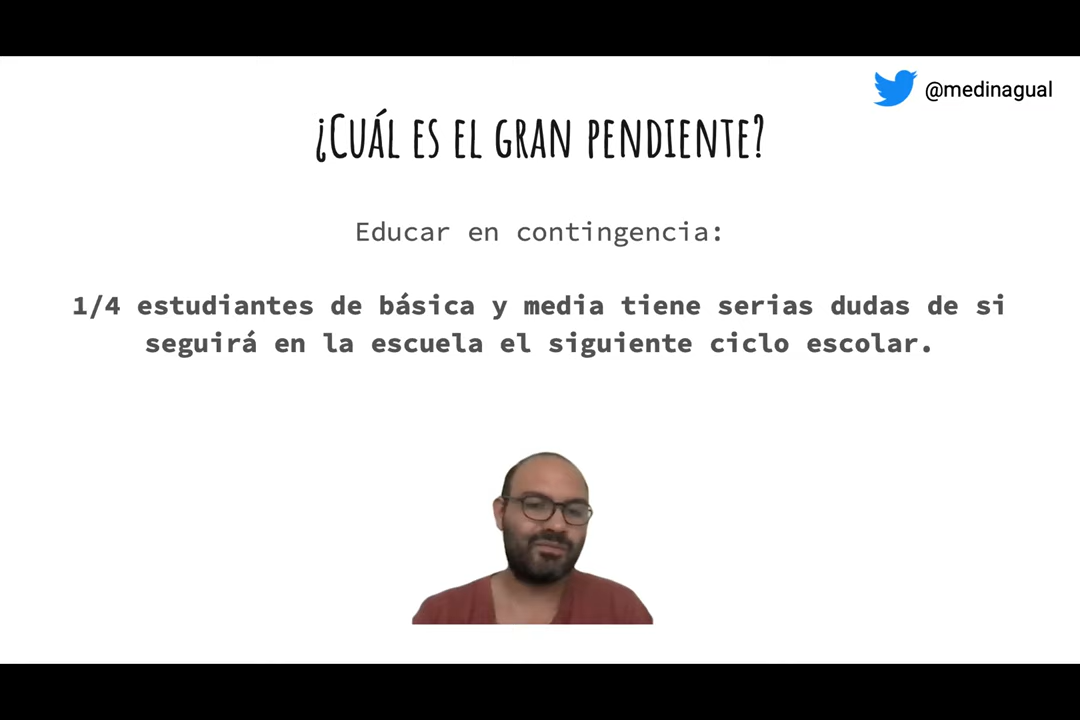 @medinagual
¿Cuál es el gran pendiente?
Educar en contingencia:
1/4 estudiantes de básica y media tiene serias dudas de si
seguirá en la escuela el siguiente ciclo escolar.